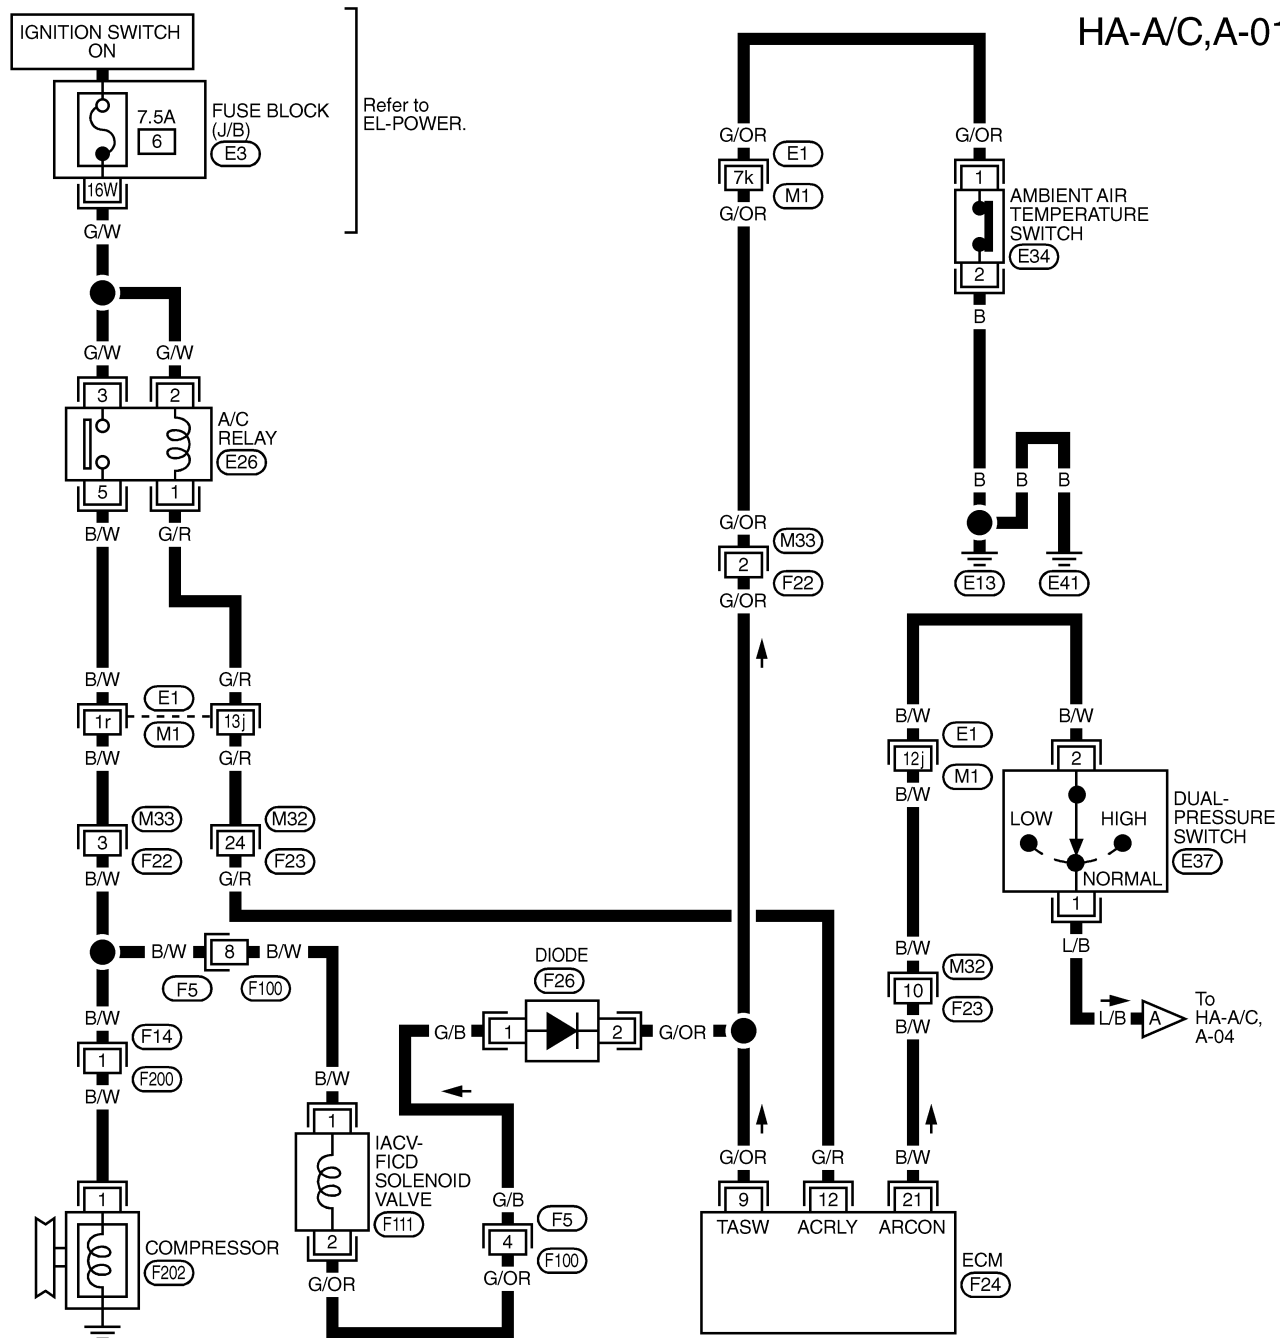 HA-A/C,A-01
IGNITION SWITCH
ON
7.5A
6
FUSE BLOCK
(J/B)
E3
Refer to
EL-POWER.
16W
G/W
G/W
G/W
3
2
A/C
RELAY
E26
5
1
B/W
G/R
B/W
G/R
E1
1r
13j
M1
B/W
G/R
M33
M32
3
24
F22
F23
B/W
G/R
B/W
8
B/W
F5
F100
B/W
F14
1
F200
B/W
1
COMPRESSOR
F202
B/W
1
IACV-
FICD
SOLENOID
VALVE
F111
2
G/OR
DIODE
F26
G/B
1
2
G/OR
G/B
F5
4
F100
G/OR
G/OR
E1
7k
M1
G/OR
G/OR
M33
2
F22
G/OR
G/OR
1
AMBIENT AIR
TEMPERATURE
SWITCH
E34
2
B
B
B
B
E13
E41
B/W
B/W
E1
12j
2
M1
B/W
DUAL-
PRESSURE
SWITCH
E37
LOW
HIGH
NORMAL
1
L/B
B/W
M32
10
F23
B/W
L/B
A
To
HA-A/C,
A-04
G/OR
G/R
B/W
9
12
21
TASW
ACRLY
ARCON
ECM
F24